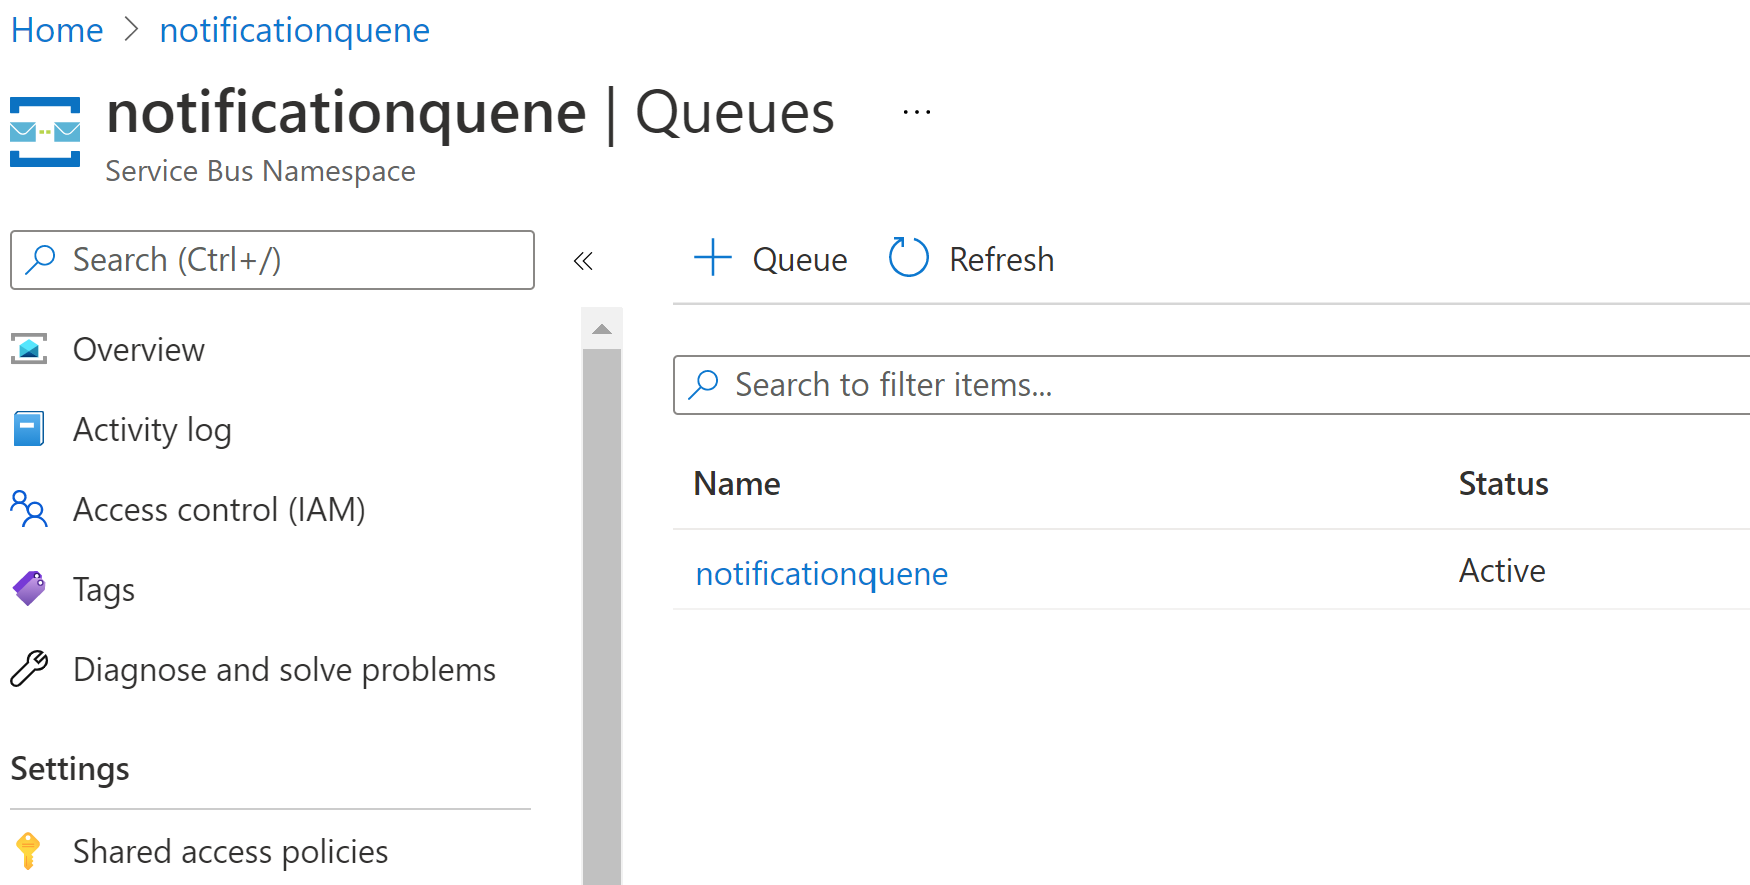 Home > notificationquene
notificationquene | Queues ...
Service Bus Namespace
Search (Ctrl+/)
«
Overview
Activity log
Access control (IAM)
Tags
Diagnose and solve problems
Settings
Shared access policies
+ Queue Refresh
Search to filter items...
Name Status
notificationquene Active